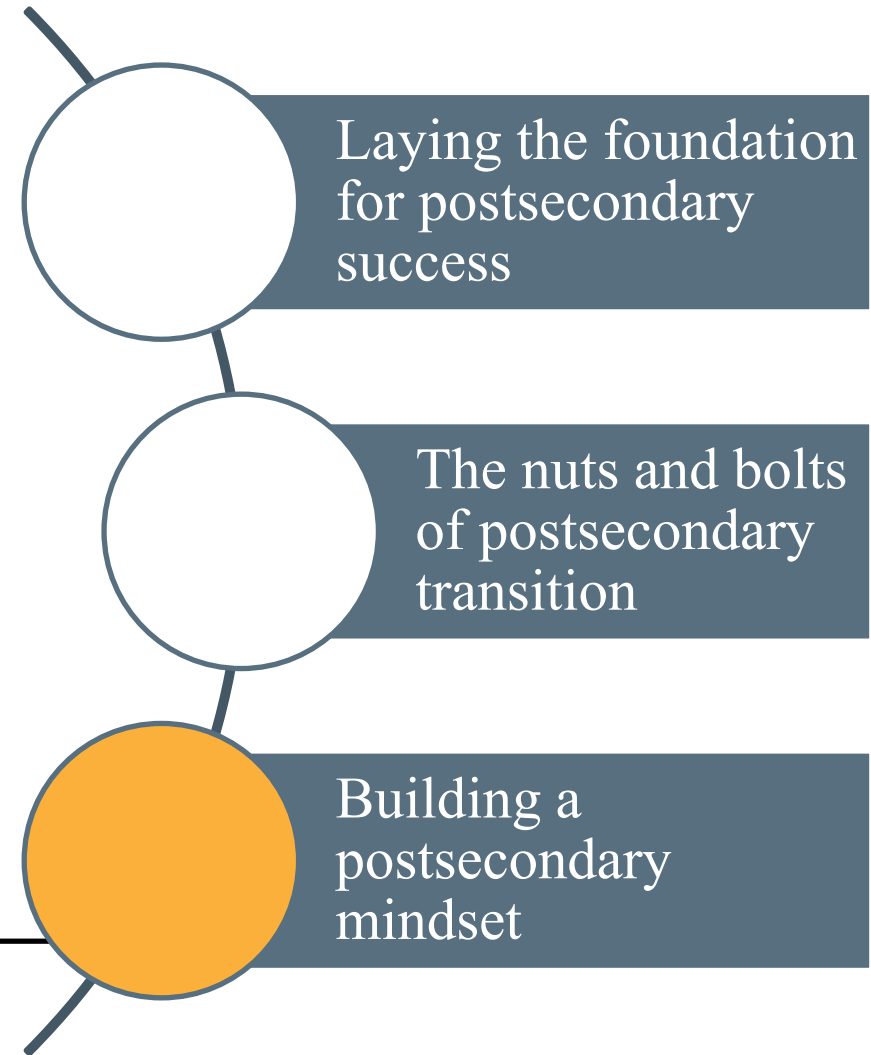 Laying the foundation
for postsecondary
success
The nuts and bolts
of postsecondary
transition
Building a
postsecondary
mindset